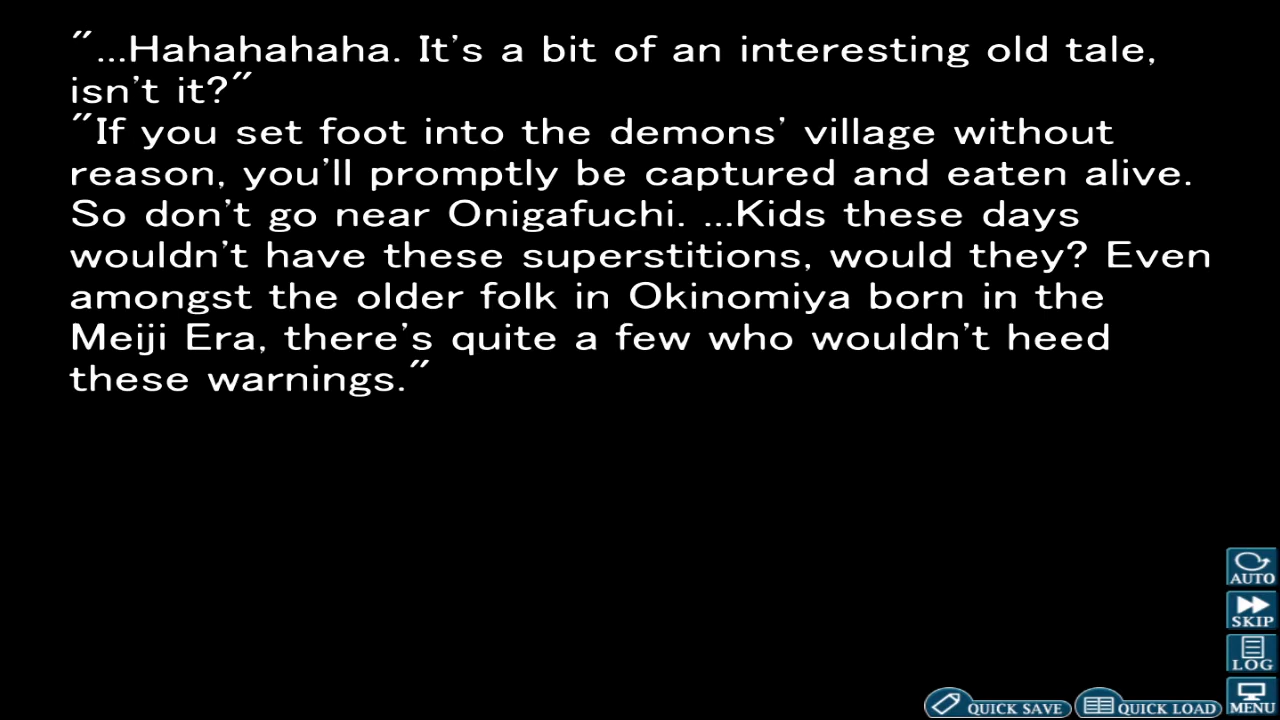 "...Hahahahaha. It's a bit of an interesting old tale,
isn't it?"
"If you set foot into the demons' village without
reason, you'll promptly be captured and eaten alive.
So don't go near Onigafuchi. ...Kids these days
wouldn't have these superstitions, would they? Even
amongst the older folk in Okinomiya born in the
Meiji Era, there's quite a few who wouldn't heed
these warnings."
AUTO
SKIP
LOG
QUICK SAVE
QUICK LOAD
MENU